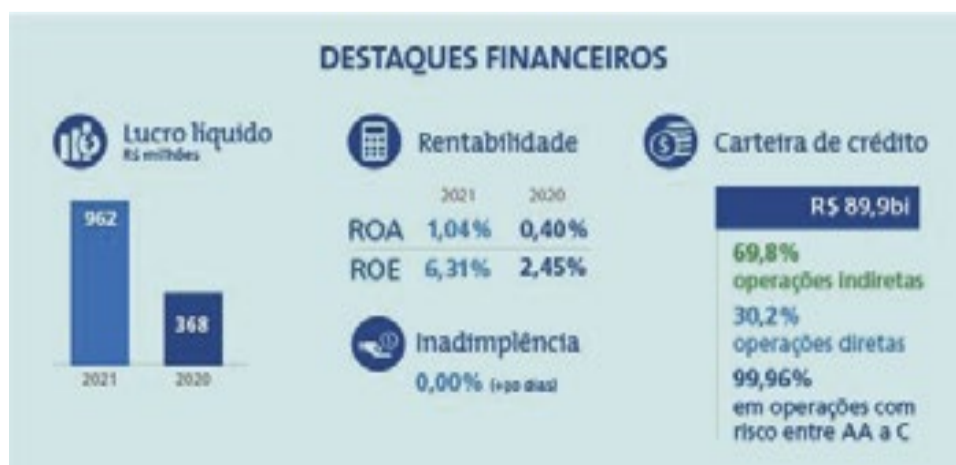 DESTAQUES FINANCEIROS
Lucro líquido
R$ milhões
962
368
2021 2020
Rentabilidade
2021 2020
ROA 1,04% 0,40%
ROE 6,31% 2,45%
Inadimplência
0,00% (+90 dias)
Carteira de crédito
R$ 89,9bi
69,8%
operações indiretas
30,2%
operações diretas
99,96%
em operações com
risco entre AA a C